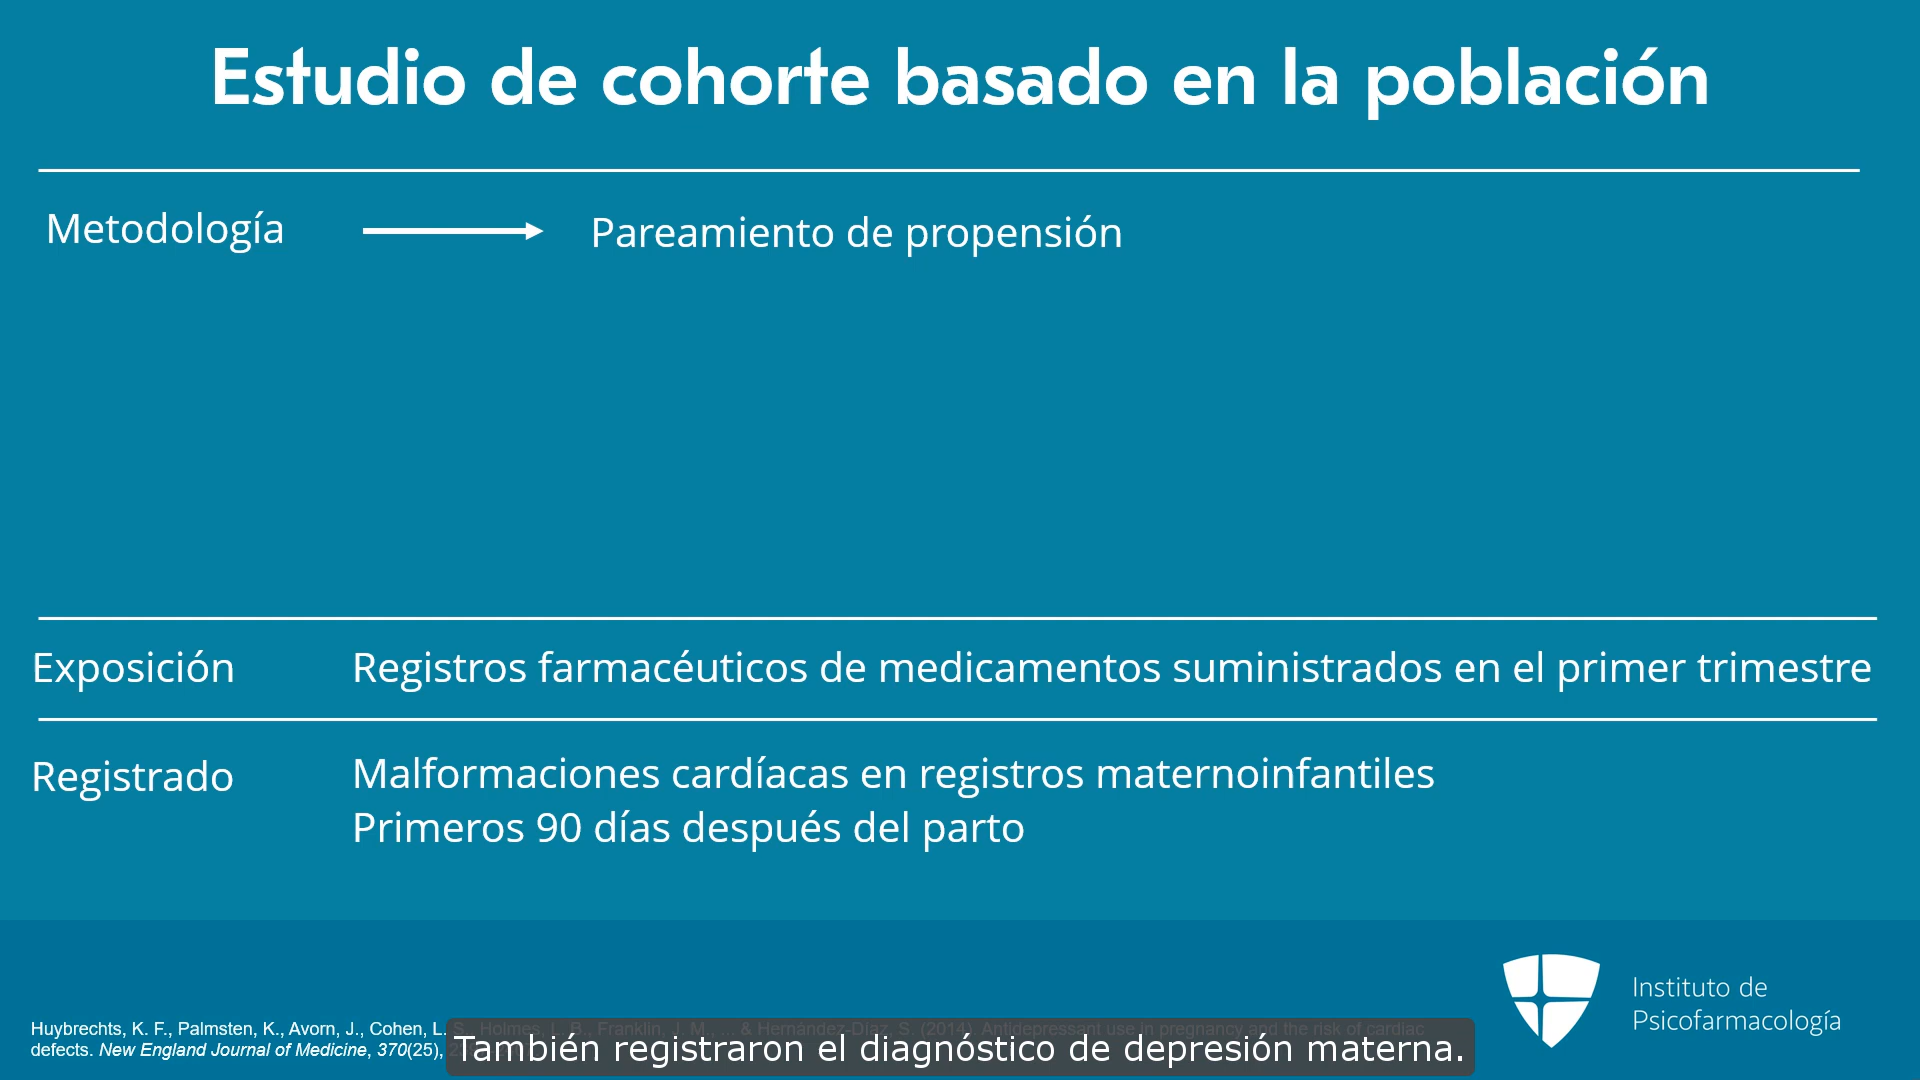 Estudio de cohorte basado en la población
Metodología
Pareamiento de propensión
Exposición
Registros farmacéuticos de medicamentos suministrados en el primer trimestre
Registrado
Malformaciones cardíacas en registros maternoinfantiles
Primeros 90 días después del parto
Instituto de
Psicofarmacología
Huybrechts, K. F., Palmsten, K., Avorn, J., Cohen, L. S., Holmes, L. B., Franklin, J. M., ... & Hernández-Díaz, S. (2014). Antidepressant use in pregnancy and the risk of cardiac
defects. New England Journal of Medicine, 370(25),
También registraron el diagnóstico de depresión materna.